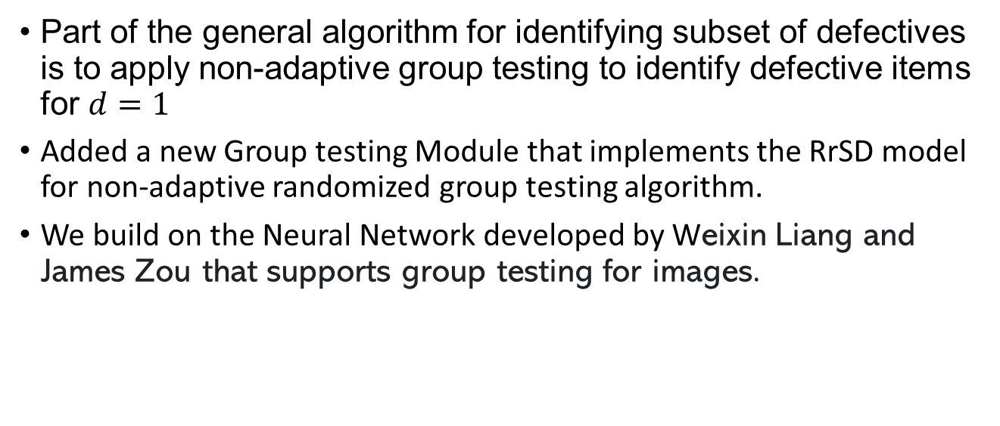 • Part of the general algorithm for identifying subset of defectives
is to apply non-adaptive group testing to identify defective items
for 𝑑 = 1
• Added a new Group testing Module that implements the RrSD model
for non-adaptive randomized group testing algorithm.
• We build on the Neural Network developed by Weixin Liang and
James Zou that supports group testing for images.